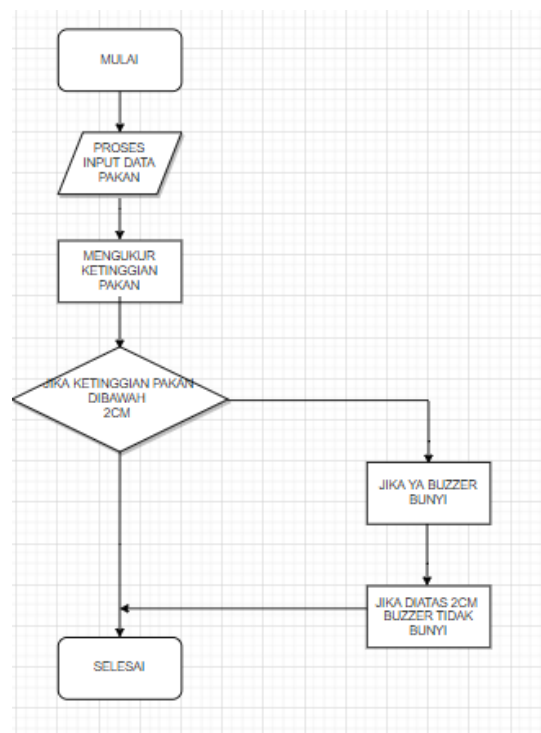 MULAI
PROSES
INPUT DATA
PAKAN
MENGUKUR
KETINGGIAN
PAKAN
JIKA KETINGGIAN PAKAN
DIBAWAH
2CM
JIKA YA BUZZER
BUNYI
JIKA DIATAS 2CM
BUZZER TIDAK
BUNYI
SELESAI